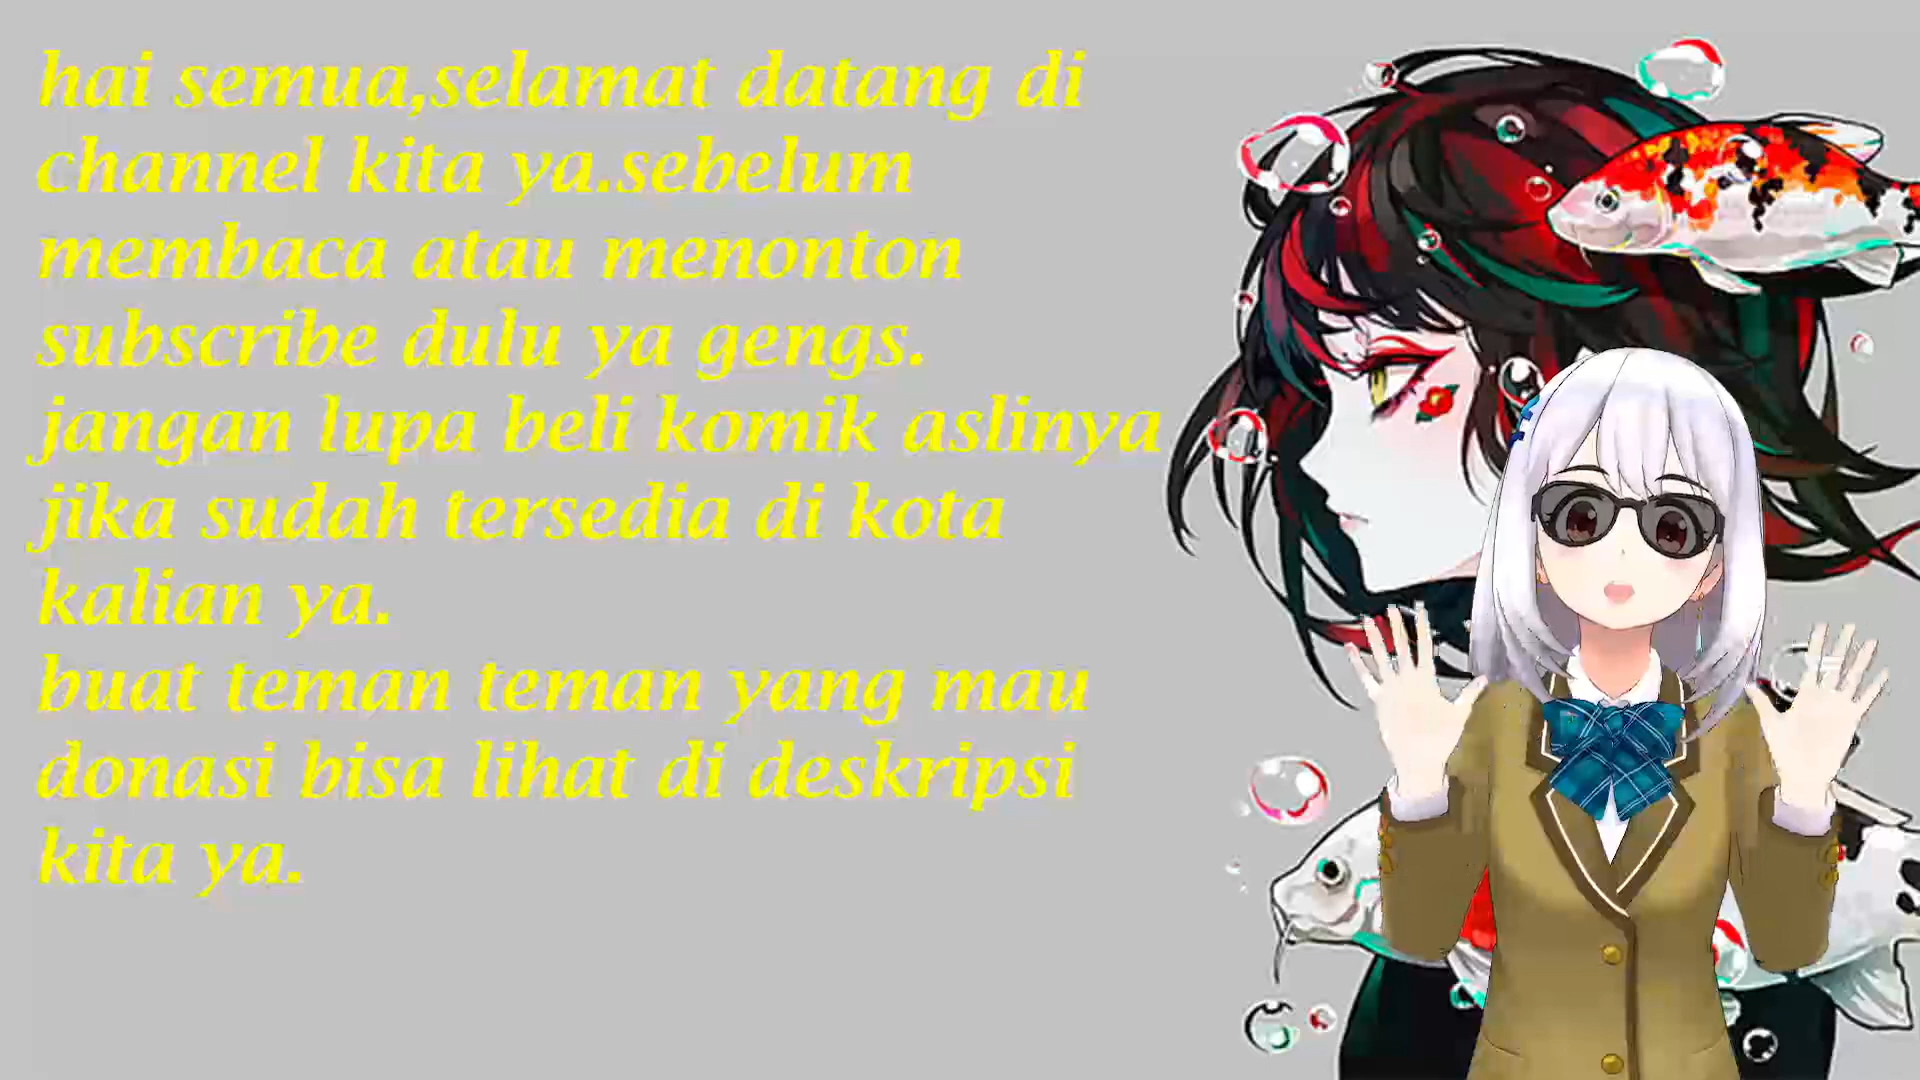 hai semua,selamat datang di
channel kita ya.sebelum
membaca atau menonton
subscribe dulu ya gengs.
jangan lupa beli komik aslinya
jika sudah tersedia di kota
kalian ya.
buat teman teman yang mau
donasi bisa lihat di deskripsi
kita ya.